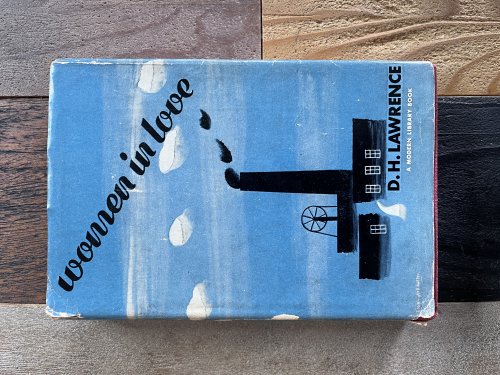 women in love
D. H. LAWRENCE
A MODERN LIBRARY BOOK